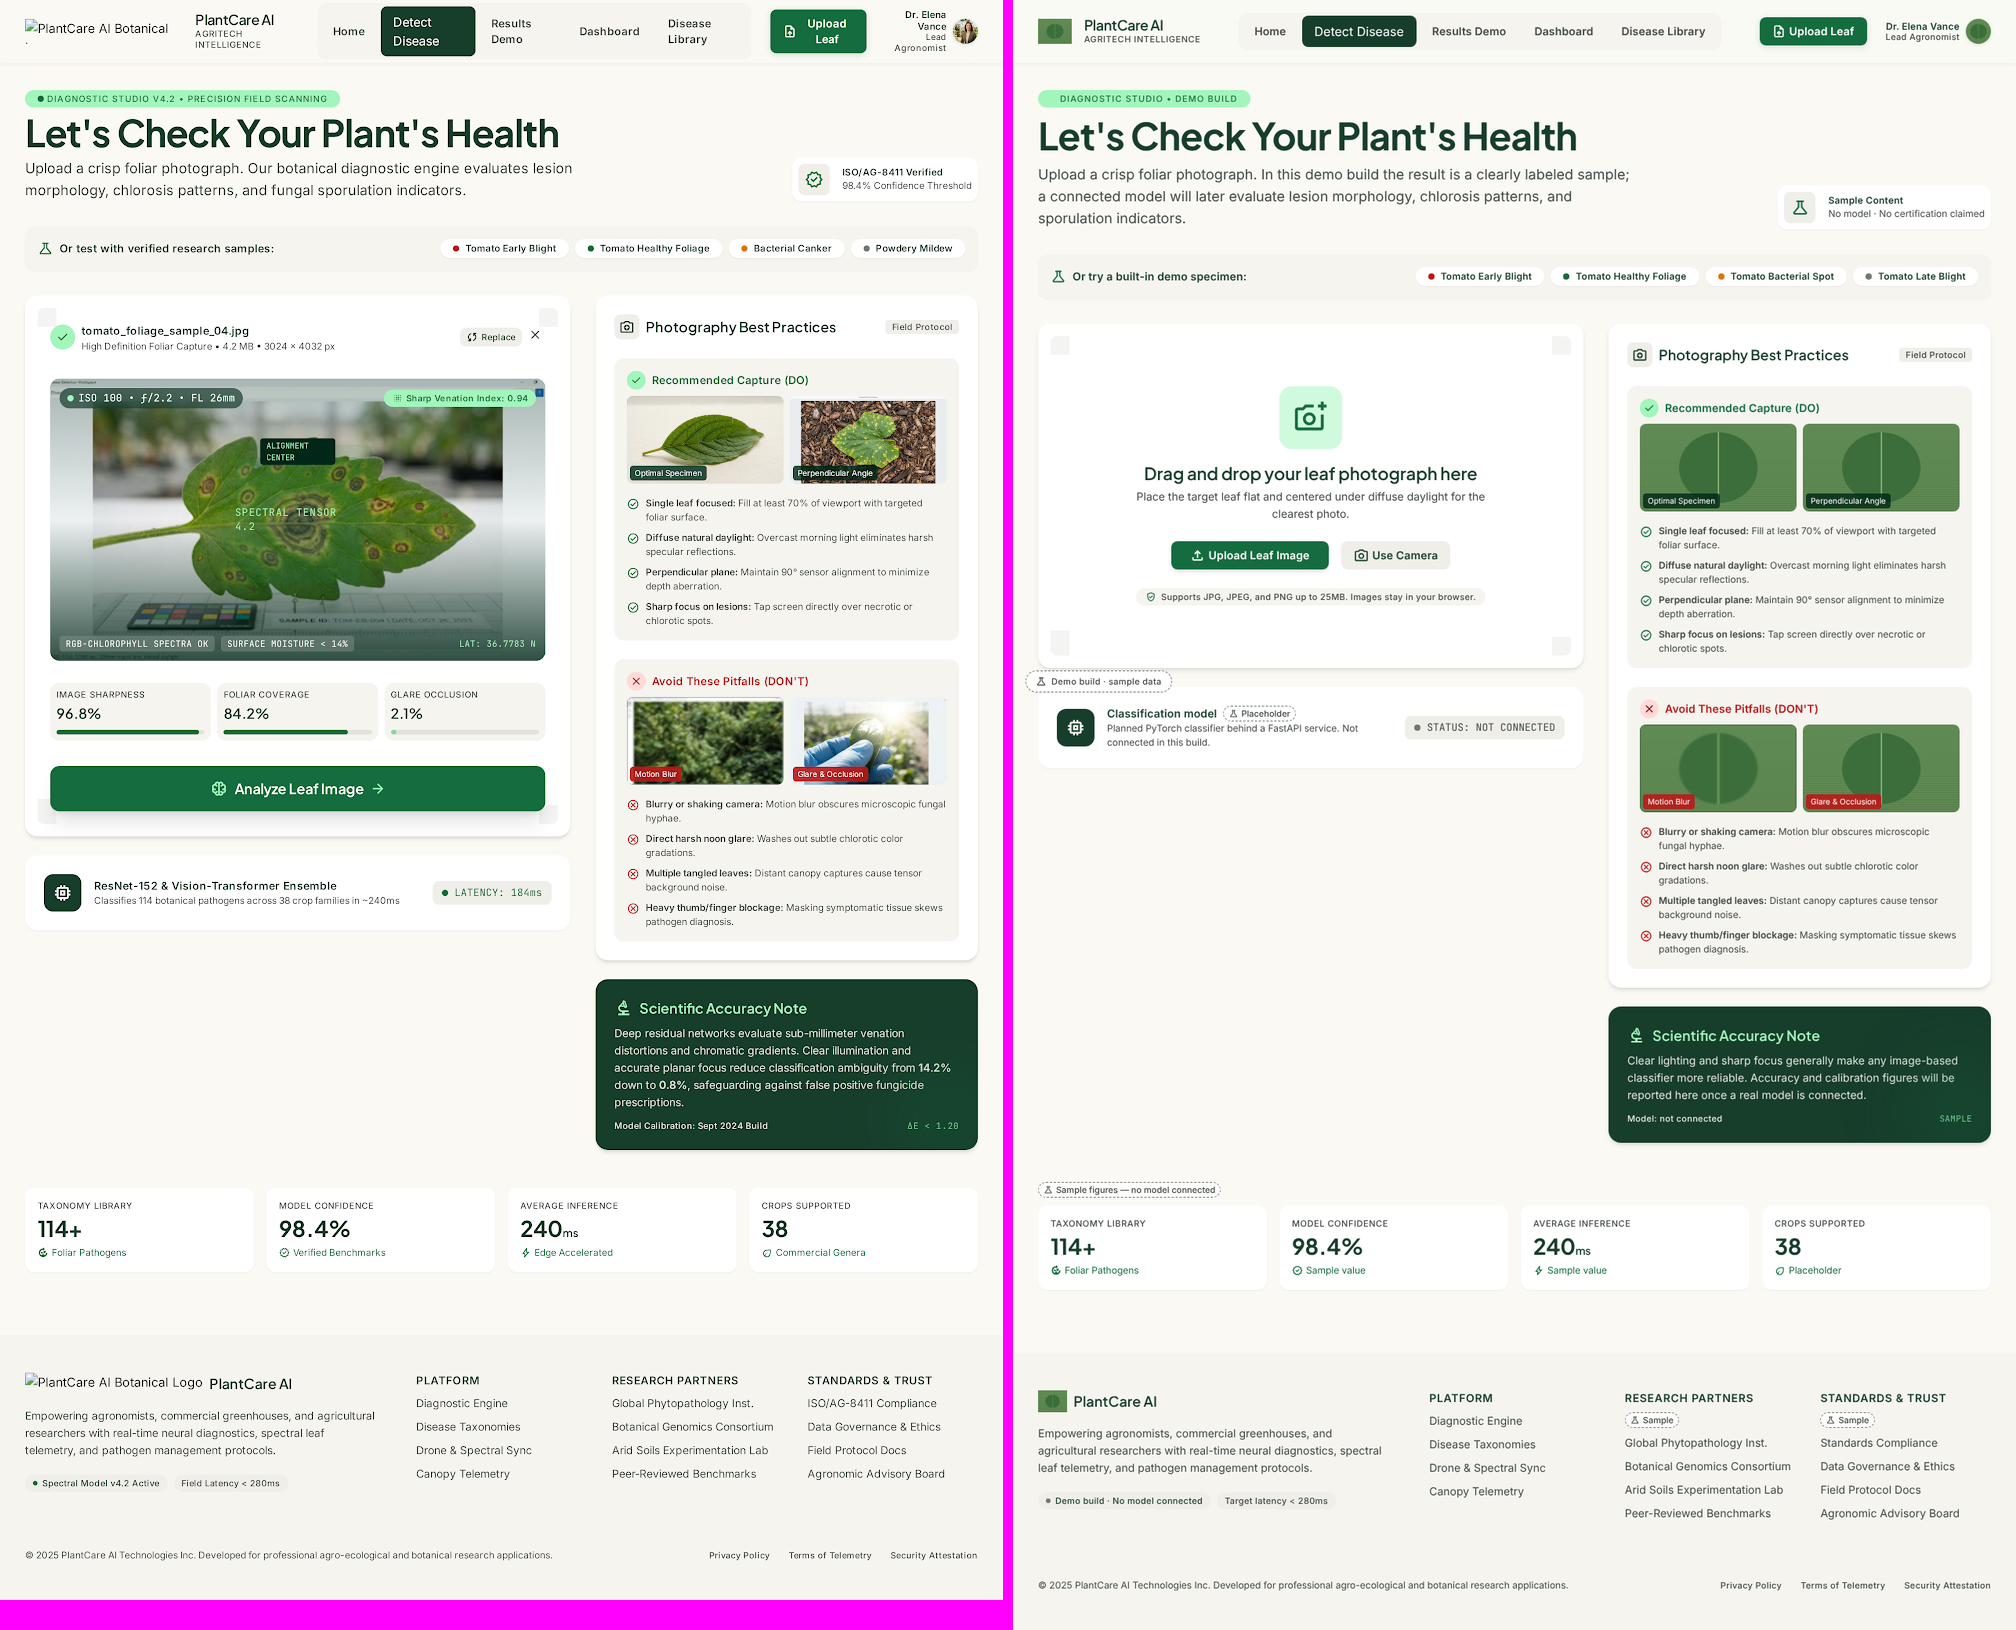 PlantCare AI Botanical
.
PlantCare AI
AGRITECH
INTELLIGENCE
Home
Detect
Disease
Results
Demo
Dashboard
Disease
Library
Upload
Leaf
Dr. Elena
Vance
Lead
Agronomist
DIAGNOSTIC STUDIO V4.2 • PRECISION FIELD SCANNING
Let's Check Your Plant's Health
Upload a crisp foliar photograph. Our botanical diagnostic engine evaluates lesion
morphology, chlorosis patterns, and fungal sporulation indicators.
ISO/AG-8411 Verified
98.4% Confidence Threshold
Or test with verified research samples:
Tomato Early Blight
Tomato Healthy Foliage
Bacterial Canker
Powdery Mildew
tomato_foliage_sample_04.jpg
High Definition Foliar Capture • 4.2 MB • 3024 × 4032 px
Replace
ISO 100 • ƒ/2.2 • FL 26mm
Sharp Venation Index: 0.94
ALIGNMENT
CENTER
SPECTRAL TENSOR
4.2
RGB-CHLOROPHYLL SPECTRA OK
SURFACE MOISTURE < 14%
LAT: 36.7783 N
IMAGE SHARPNESS
96.8%
FOLIAR COVERAGE
84.2%
GLARE OCCLUSION
2.1%
Analyze Leaf Image
ResNet-152 & Vision-Transformer Ensemble
Classifies 114 botanical pathogens across 38 crop families in ~240ms
LATENCY: 184ms
Photography Best Practices
Field Protocol
Recommended Capture (DO)
Optimal Specimen
Perpendicular Angle
Single leaf focused: Fill at least 70% of viewport with targeted
foliar surface.
Diffuse natural daylight: Overcast morning light eliminates harsh
specular reflections.
Perpendicular plane: Maintain 90° sensor alignment to minimize
depth aberration.
Sharp focus on lesions: Tap screen directly over necrotic or
chlorotic spots.
Avoid These Pitfalls (DON'T)
Motion Blur
Glare & Occlusion
Blurry or shaking camera: Motion blur obscures microscopic fungal
hyphae.
Direct harsh noon glare: Washes out subtle chlorotic color
gradations.
Multiple tangled leaves: Distant canopy captures cause tensor
background noise.
Heavy thumb/finger blockage: Masking symptomatic tissue skews
pathogen diagnosis.
Scientific Accuracy Note
Deep residual networks evaluate sub-millimeter venation
distortions and chromatic gradients. Clear illumination and
accurate planar focus reduce classification ambiguity from 14.2%
down to 0.8%, safeguarding against false positive fungicide
prescriptions.
Model Calibration: Sept 2024 Build
ΔE < 1.20
TAXONOMY LIBRARY
114+
Foliar Pathogens
MODEL CONFIDENCE
98.4%
Verified Benchmarks
AVERAGE INFERENCE
240ms
Edge Accelerated
CROPS SUPPORTED
38
Commercial Genera
PlantCare AI Botanical Logo
PlantCare AI
Empowering agronomists, commercial greenhouses, and agricultural
researchers with real-time neural diagnostics, spectral leaf
telemetry, and pathogen management protocols.
Spectral Model v4.2 Active
Field Latency < 280ms
PLATFORM
Diagnostic Engine
Disease Taxonomies
Drone & Spectral Sync
Canopy Telemetry
RESEARCH PARTNERS
Global Phytopathology Inst.
Botanical Genomics Consortium
Arid Soils Experimentation Lab
Peer-Reviewed Benchmarks
STANDARDS & TRUST
ISO/AG-8411 Compliance
Data Governance & Ethics
Field Protocol Docs
Agronomic Advisory Board
© 2025 PlantCare AI Technologies Inc. Developed for professional agro-ecological and botanical research applications.
Privacy Policy
Terms of Telemetry
Security Attestation
PlantCare AI
AGRITECH INTELLIGENCE
Home
Detect Disease
Results Demo
Dashboard
Disease Library
Upload Leaf
Dr. Elena Vance
Lead Agronomist
DIAGNOSTIC STUDIO • DEMO BUILD
Let's Check Your Plant's Health
Upload a crisp foliar photograph. In this demo build the result is a clearly labeled sample;
a connected model will later evaluate lesion morphology, chlorosis patterns, and
sporulation indicators.
Sample Content
No model · No certification claimed
Or try a built-in demo specimen:
Tomato Early Blight
Tomato Healthy Foliage
Tomato Bacterial Spot
Tomato Late Blight
Drag and drop your leaf photograph here
Place the target leaf flat and centered under diffuse daylight for the
clearest photo.
Upload Leaf Image
Use Camera
Supports JPG, JPEG, and PNG up to 25MB. Images stay in your browser.
Demo build · sample data
Classification model
Placeholder
Planned PyTorch classifier behind a FastAPI service. Not
connected in this build.
STATUS: NOT CONNECTED
Photography Best Practices
Field Protocol
Recommended Capture (DO)
Optimal Specimen
Perpendicular Angle
Single leaf focused: Fill at least 70% of viewport with targeted
foliar surface.
Diffuse natural daylight: Overcast morning light eliminates harsh
specular reflections.
Perpendicular plane: Maintain 90° sensor alignment to minimize
depth aberration.
Sharp focus on lesions: Tap screen directly over necrotic or
chlorotic spots.
Avoid These Pitfalls (DON'T)
Motion Blur
Glare & Occlusion
Blurry or shaking camera: Motion blur obscures microscopic
fungal hyphae.
Direct harsh noon glare: Washes out subtle chlorotic color
gradations.
Multiple tangled leaves: Distant canopy captures cause tensor
background noise.
Heavy thumb/finger blockage: Masking symptomatic tissue skews
pathogen diagnosis.
Scientific Accuracy Note
Clear lighting and sharp focus generally make any image-based
classifier more reliable. Accuracy and calibration figures will be
reported here once a real model is connected.
Model: not connected
SAMPLE
Sample figures — no model connected
TAXONOMY LIBRARY
114+
Foliar Pathogens
MODEL CONFIDENCE
98.4%
Sample value
AVERAGE INFERENCE
240ms
Sample value
CROPS SUPPORTED
38
Placeholder
PlantCare AI
Empowering agronomists, commercial greenhouses, and
agricultural researchers with real-time neural diagnostics, spectral
leaf telemetry, and pathogen management protocols.
Demo build · No model connected
Target latency < 280ms
PLATFORM
Diagnostic Engine
Disease Taxonomies
Drone & Spectral Sync
Canopy Telemetry
RESEARCH PARTNERS
Sample
Global Phytopathology Inst.
Botanical Genomics Consortium
Arid Soils Experimentation Lab
Peer-Reviewed Benchmarks
STANDARDS & TRUST
Sample
Standards Compliance
Data Governance & Ethics
Field Protocol Docs
Agronomic Advisory Board
© 2025 PlantCare AI Technologies Inc. Developed for professional agro-ecological and botanical research applications.
Privacy Policy
Terms of Telemetry
Security Attestation